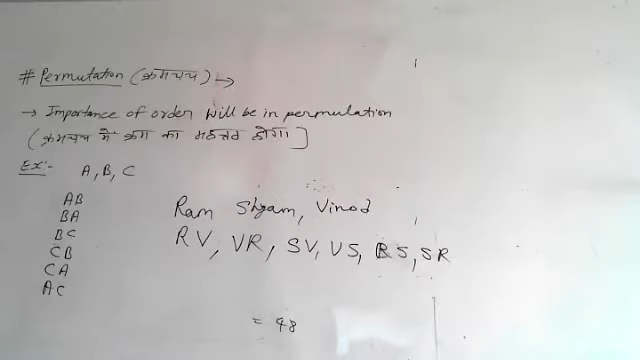 # Permutation (क्रमचय) →
→ Importance of order will be in permulation
(क्रमचय में क्रम का महत्व होगा]
Ex:- A, B, C
AB
BA
BC
CB
CA
AC
Ram Shyam, Vinod
RV, VR, SV, VS, RS, SR
= 48